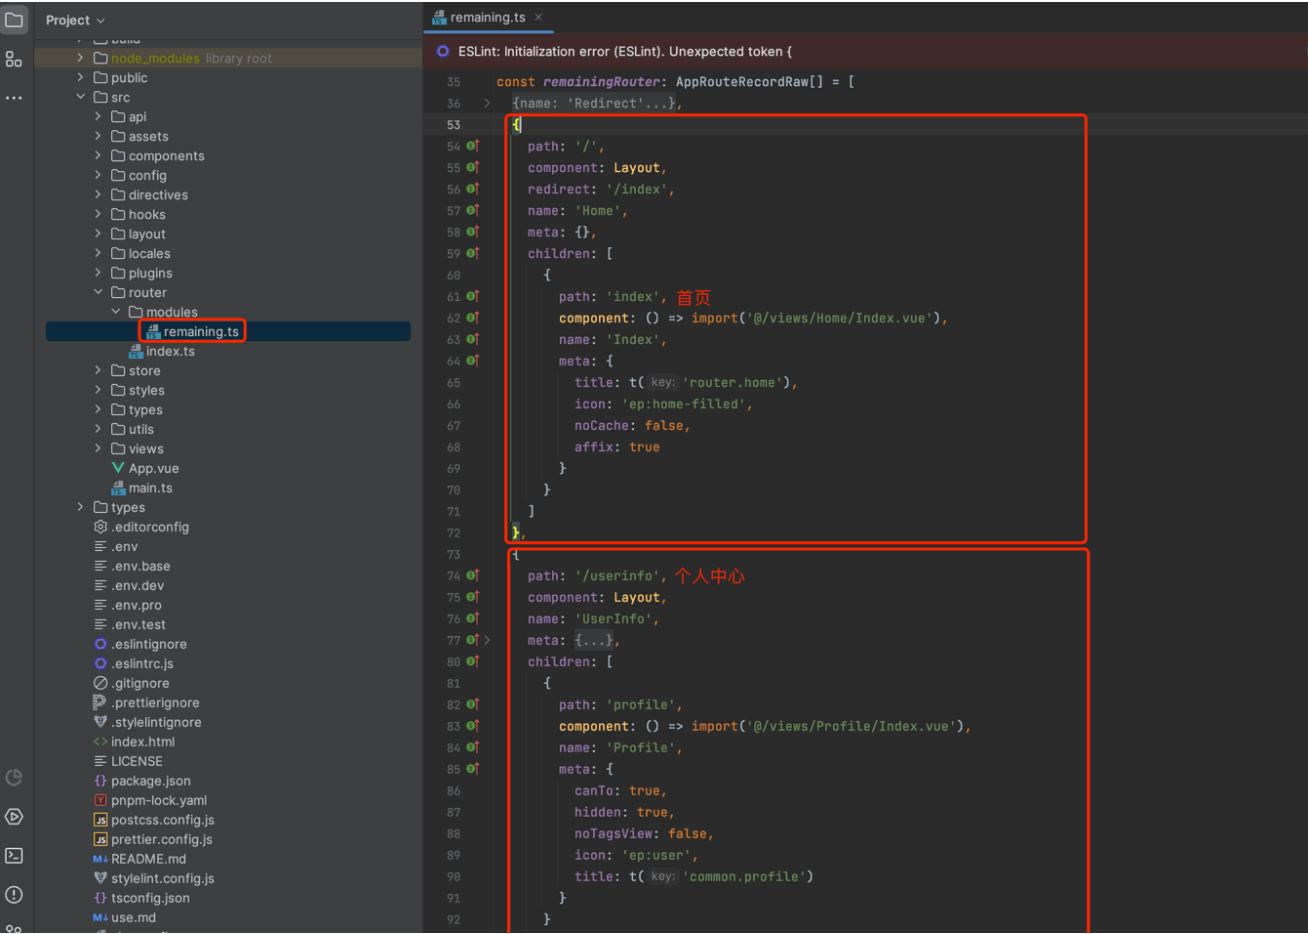 Project
build
node_modules library root
public
src
api
assets
components
config
directives
hooks
layout
locales
plugins
router
modules
remaining.ts
index.ts
store
styles
types
utils
views
App.vue
main.ts
types
.editorconfig
.env
.env.base
.env.dev
.env.pro
.env.test
.eslintignore
.eslintrc.js
.gitignore
.prettierignore
.stylelintignore
index.html
LICENSE
package.json
pnpm-lock.yaml
postcss.config.js
prettier.config.js
README.md
stylelint.config.js
tsconfig.json
use.md
remaining.ts
ESLint: Initialization error (ESLint). Unexpected token {
35 const remainingRouter: AppRouteRecordRaw[] = [
36 {name: 'Redirect'...},
53 {
54 path: '/',
55 component: Layout,
56 redirect: '/index',
57 name: 'Home',
58 meta: {},
59 children: [
60 {
61 path: 'index', 首页
62 component: () => import('@/views/Home/Index.vue'),
63 name: 'Index',
64 meta: {
65 title: t( key: 'router.home'),
66 icon: 'ep:home-filled',
67 noCache: false,
68 affix: true
69 }
70 }
71 ]
72 },
73 {
74 path: '/userinfo', 个人中心
75 component: Layout,
76 name: 'UserInfo',
77 meta: {...},
80 children: [
81 {
82 path: 'profile',
83 component: () => import('@/views/Profile/Index.vue'),
84 name: 'Profile',
85 meta: {
86 canTo: true,
87 hidden: true,
88 noTagsView: false,
89 icon: 'ep:user',
90 title: t( key: 'common.profile')
91 }
92 }